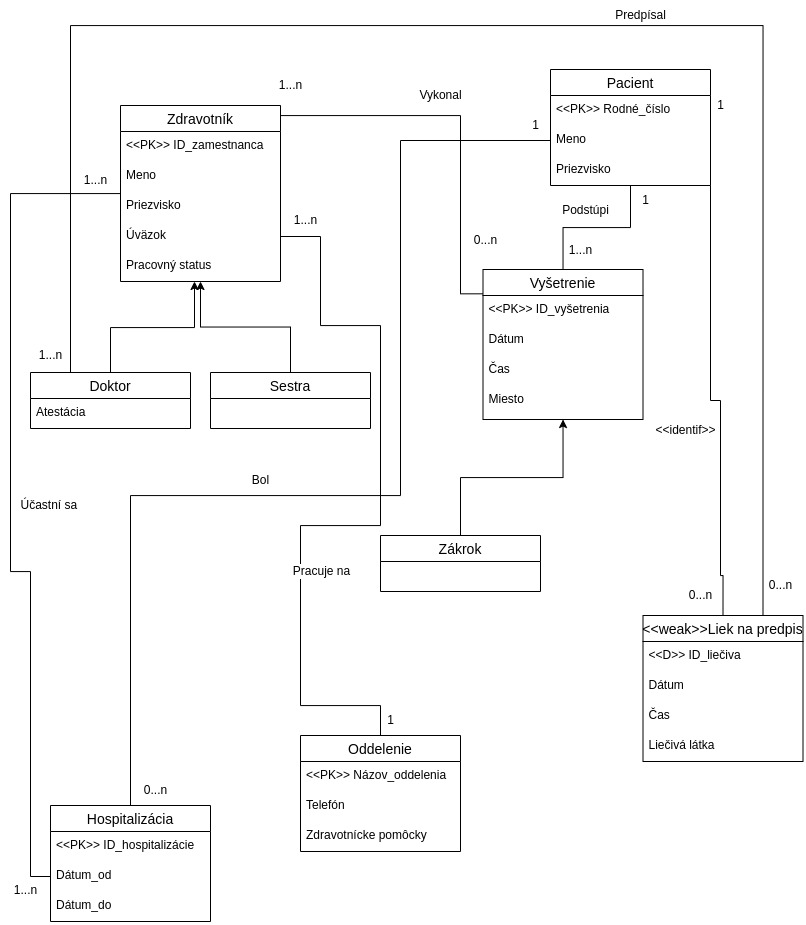 Predpísal
1...n
Vykonal
Pacient
<<PK>> Rodné_číslo
Meno
Priezvisko
1
1
Zdravotník
<<PK>> ID_zamestnanca
Meno
Priezvisko
Úväzok
Pracovný status
1...n
1...n
1
Podstúpi
0...n
1...n
Vyšetrenie
<<PK>> ID_vyšetrenia
Dátum
Čas
Miesto
1...n
Doktor
Atestácia
Sestra
<<identif>>
Bol
Účastní sa
Zákrok
Pracuje na
0...n
0...n
<<weak>>Liek na predpis
<<D>> ID_liečiva
Dátum
Čas
Liečivá látka
1
Oddelenie
<<PK>> Názov_oddelenia
Telefón
Zdravotnícke pomôcky
0...n
Hospitalizácia
<<PK>> ID_hospitalizácie
Dátum_od
Dátum_do
1...n